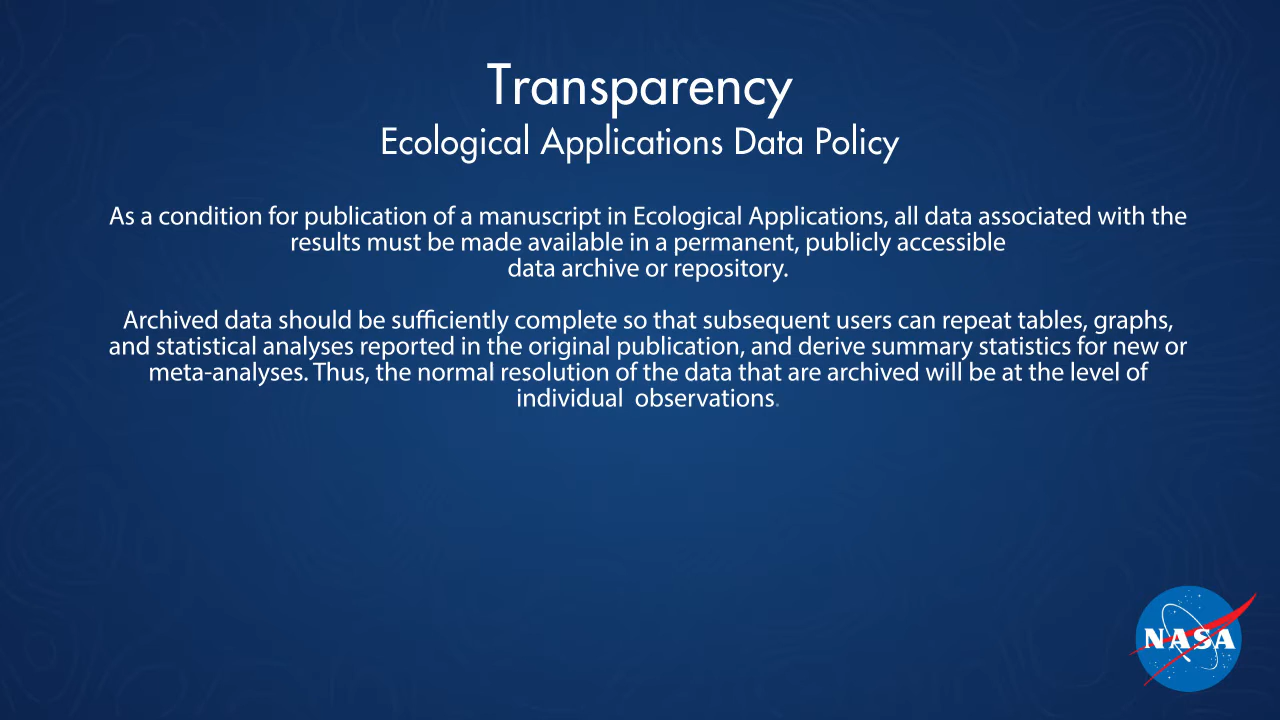 Transparency
Ecological Applications Data Policy
As a condition for publication of a manuscript in Ecological Applications, all data associated with the
results must be made available in a permanent, publicly accessible
data archive or repository.
Archived data should be sufficiently complete so that subsequent users can repeat tables, graphs,
and statistical analyses reported in the original publication, and derive summary statistics for new or
meta-analyses. Thus, the normal resolution of the data that are archived will be at the level of
individual  observations.
NASA